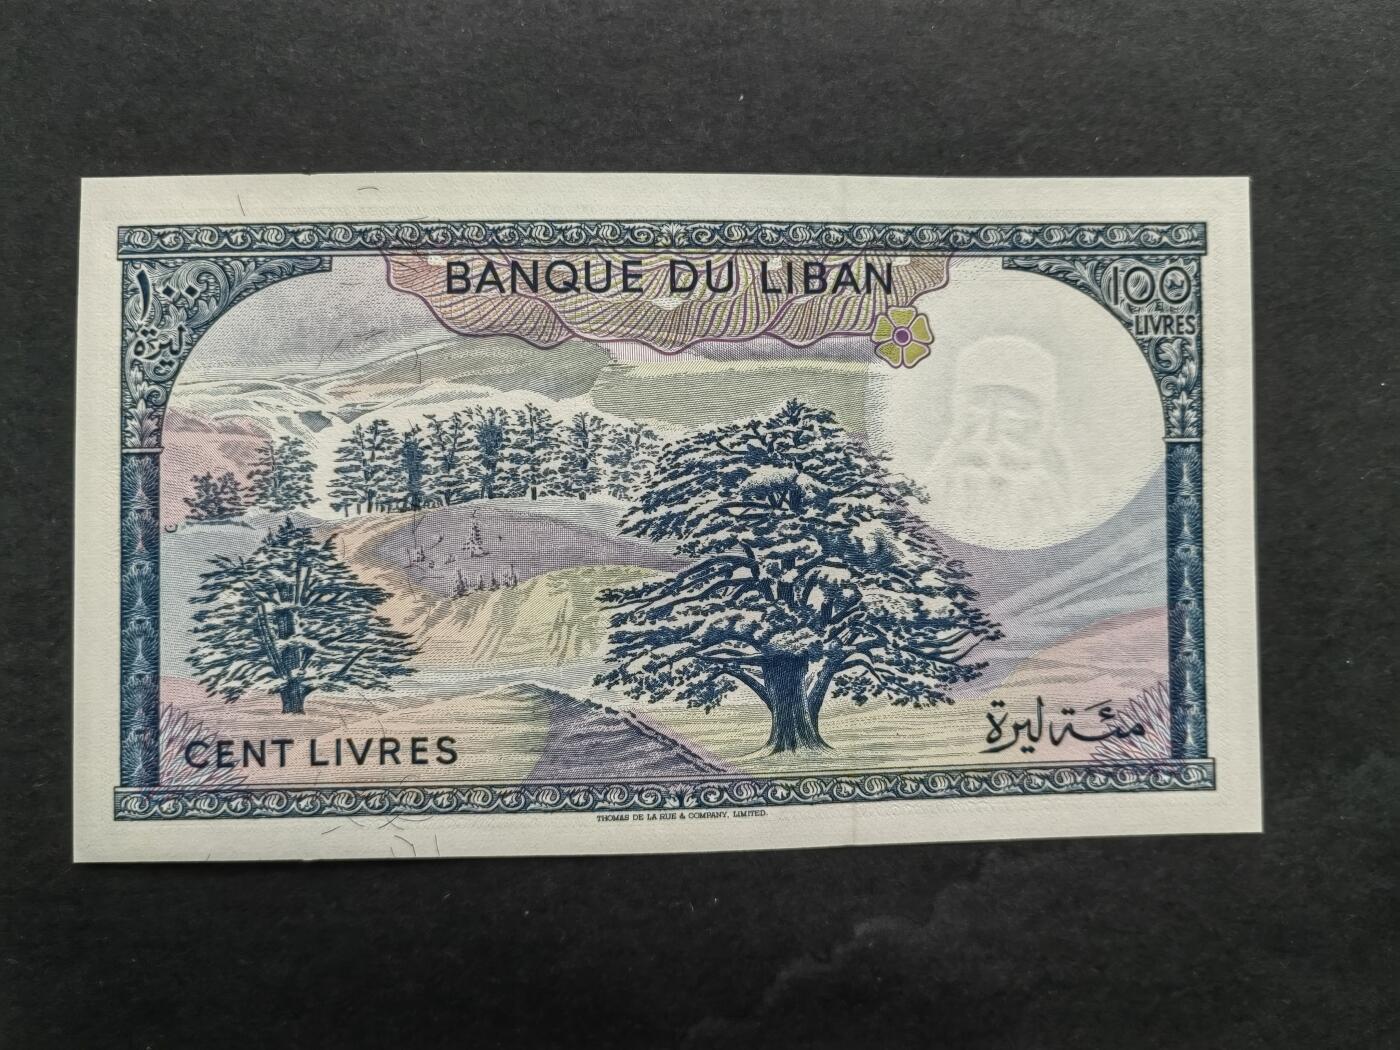 BANQUE DU LIBAN
١٠٠
ليرة
100
LIVRES
CENT LIVRES
مئة ليرة
THOMAS DE LA RUE & COMPANY, LIMITED.